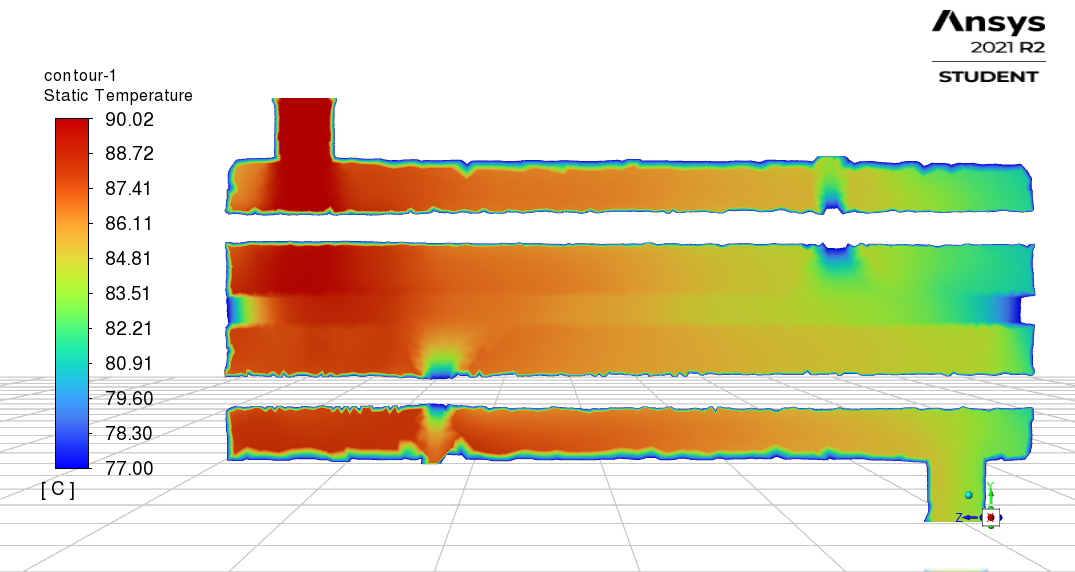 Ansys
2021 R2
STUDENT
contour-1
Static Temperature
90.02
88.72
87.41
86.11
84.81
83.51
82.21
80.91
79.60
78.30
77.00
[ C ]
Y
Z